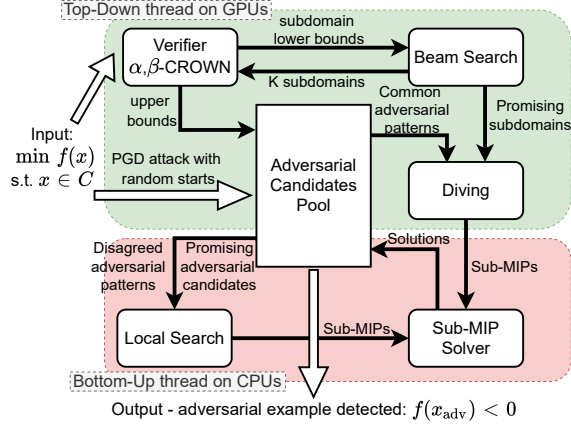 Top-Down thread on GPUs
Verifier
α,β-CROWN
subdomain
lower bounds
Beam Search
K subdomains
upper
bounds
Common
adversarial
patterns
Promising
subdomains
Input:
min f(x)
s.t. x ∈ C
PGD attack with
random starts
Adversarial
Candidates
Pool
Diving
Disagreed
adversarial
patterns
Promising
adversarial
candidates
Solutions
Sub-MIPs
Local Search
Sub-MIPs
Sub-MIP
Solver
Bottom-Up thread on CPUs
Output - adversarial example detected: f(x_adv) < 0